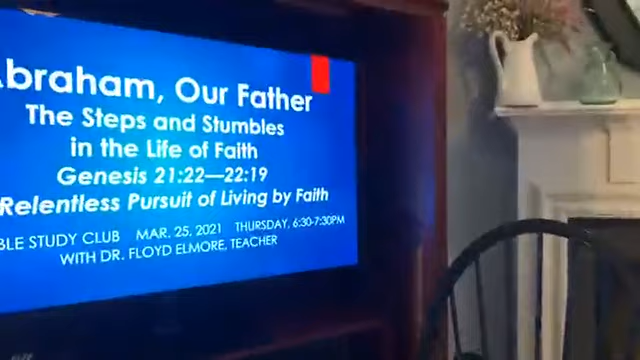 Abraham, Our Father
The Steps and Stumbles
in the Life of Faith
Genesis 21:22—22:19
Relentless Pursuit of Living by Faith
BLE STUDY CLUB MAR. 25, 2021 THURSDAY, 6:30-7:30PM
WITH DR. FLOYD ELMORE, TEACHER